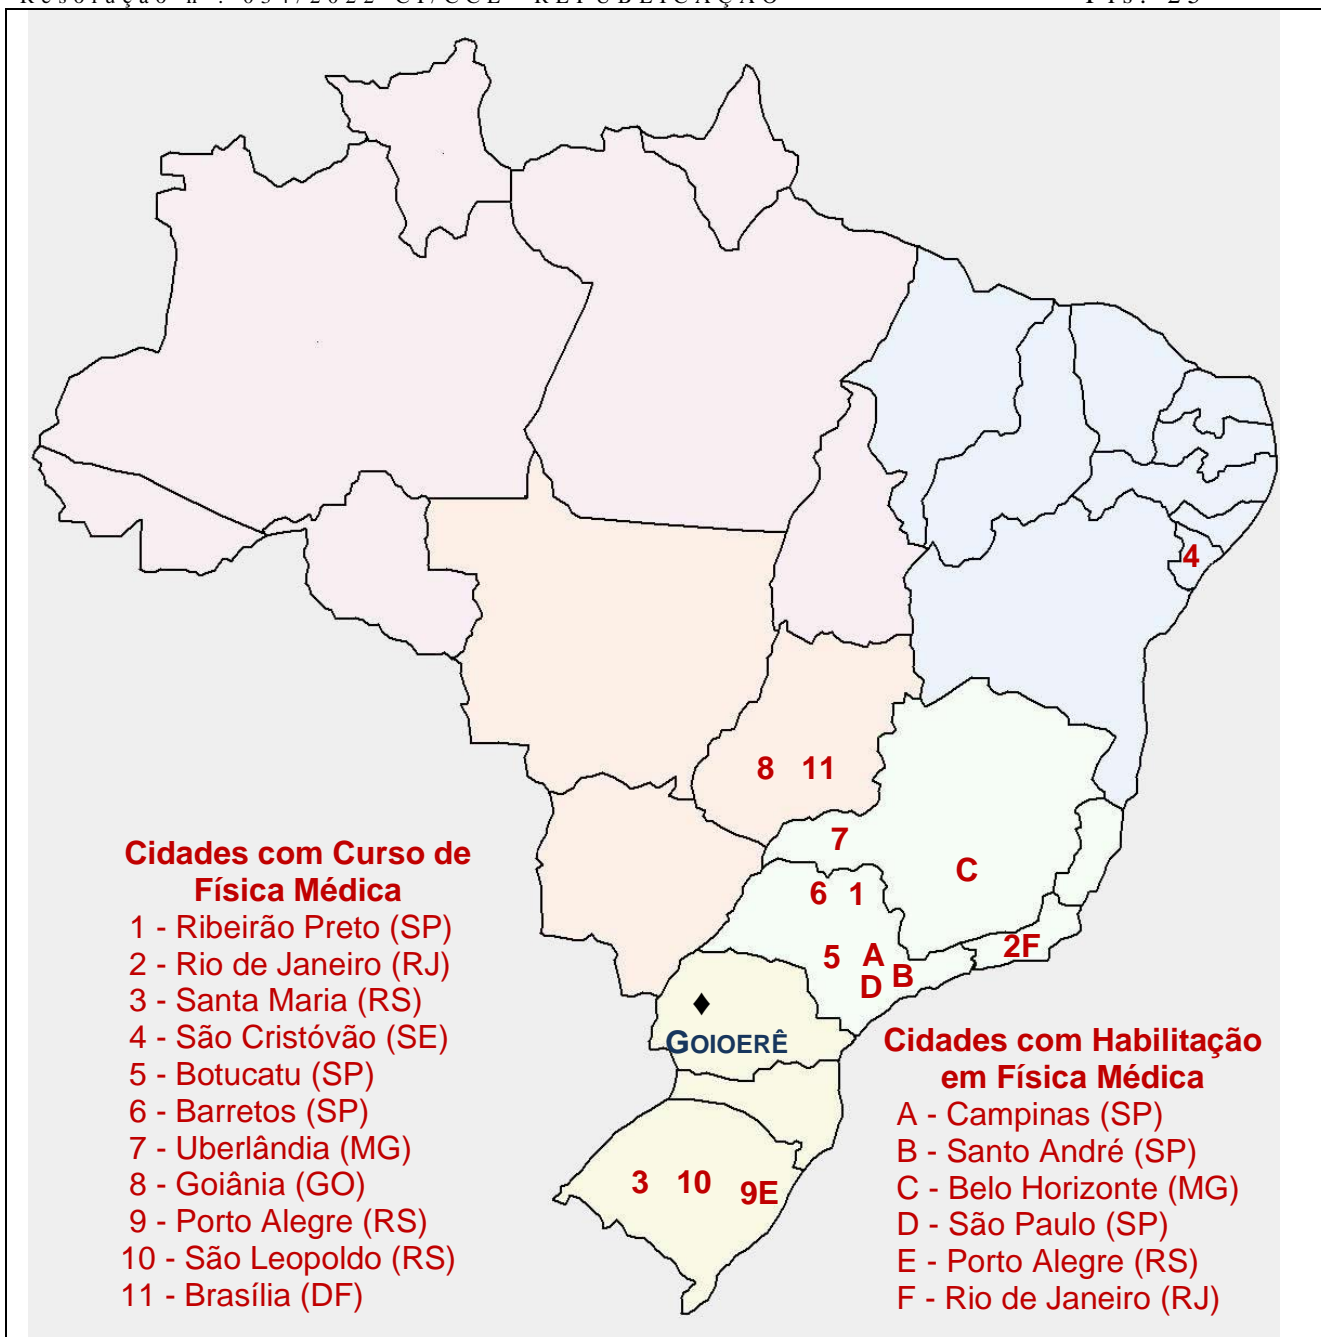 8 11
4
7
C
6 1
2F
5 A
B
D
GOIOERÊ
3 10 9E
Cidades com Curso de
Física Médica
1 - Ribeirão Preto (SP)
2 - Rio de Janeiro (RJ)
3 - Santa Maria (RS)
4 - São Cristóvão (SE)
5 - Botucatu (SP)
6 - Barretos (SP)
7 - Uberlândia (MG)
8 - Goiânia (GO)
9 - Porto Alegre (RS)
10 - São Leopoldo (RS)
11 - Brasília (DF)
Cidades com Habilitação
em Física Médica
A - Campinas (SP)
B - Santo André (SP)
C - Belo Horizonte (MG)
D - São Paulo (SP)
E - Porto Alegre (RS)
F - Rio de Janeiro (RJ)